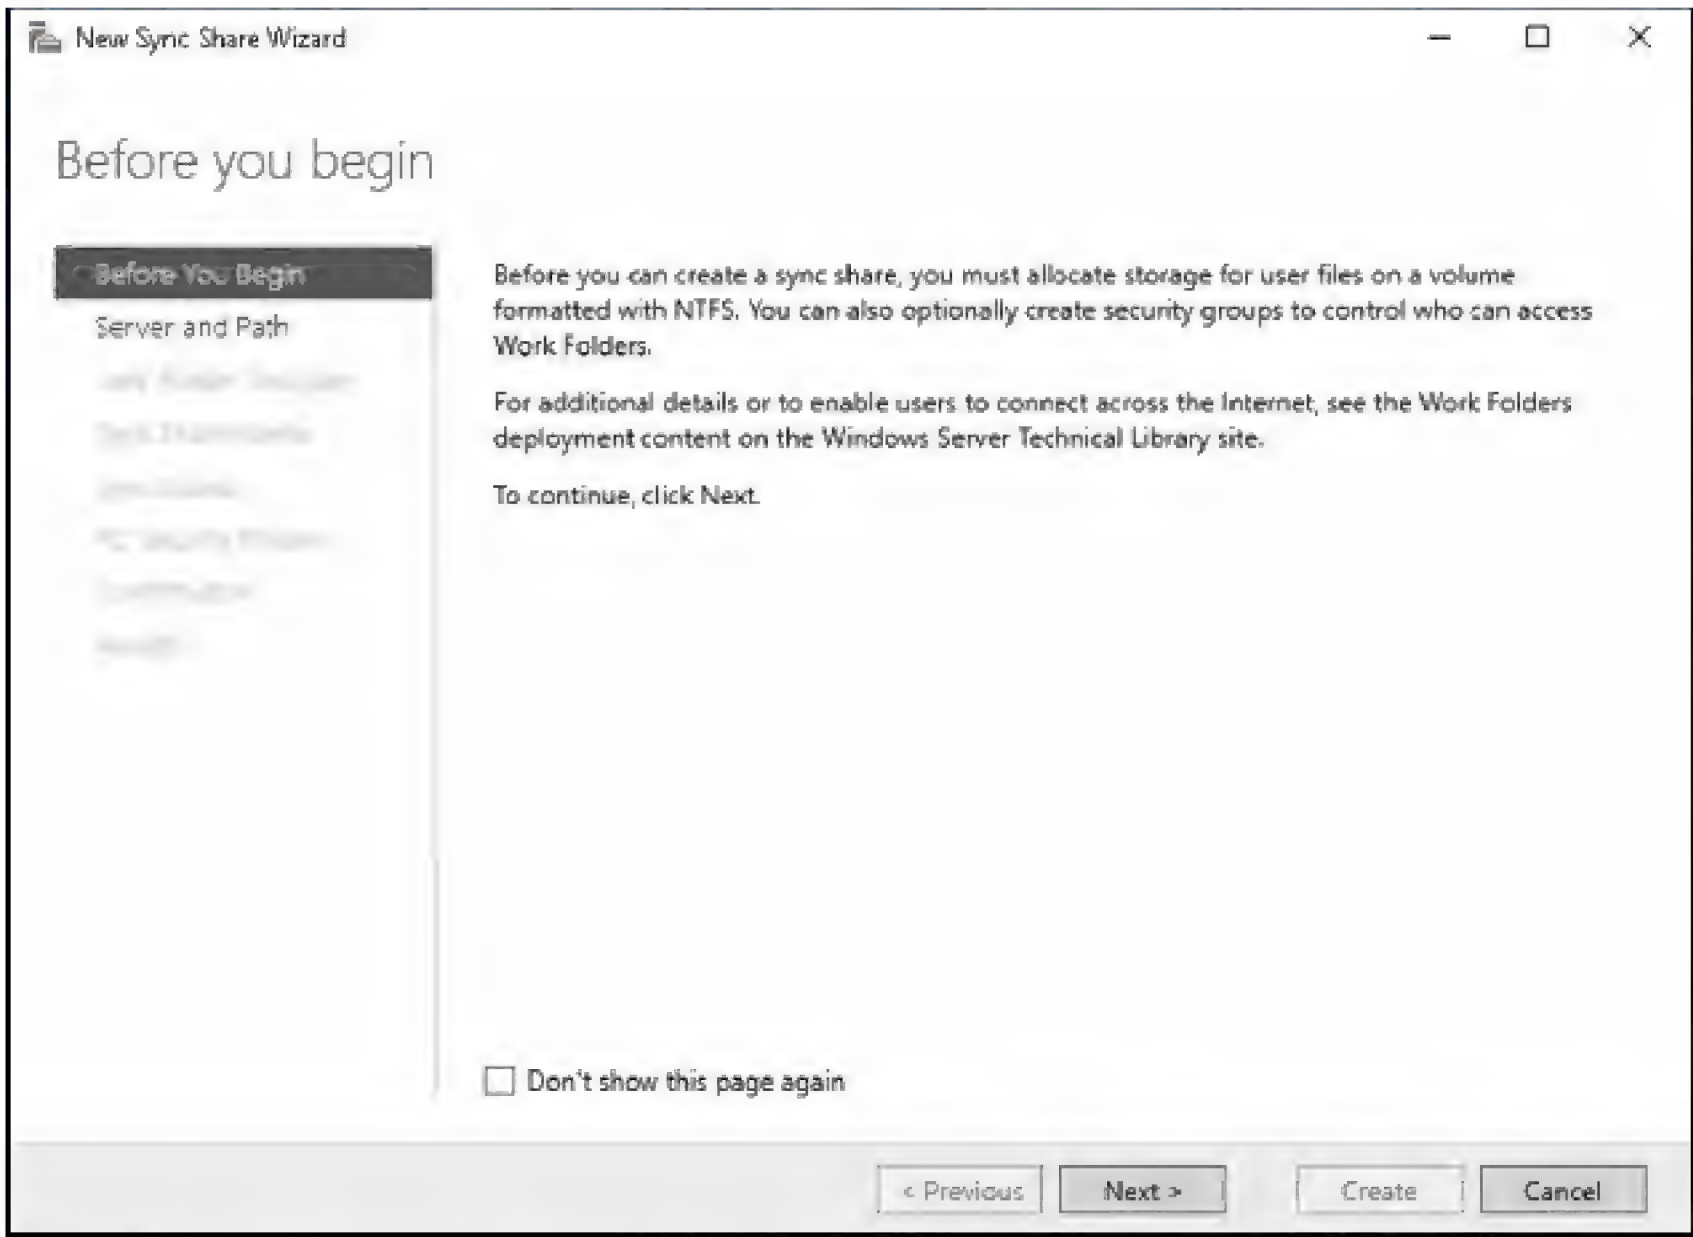 New Sync Share Wizard
Before you begin
Before You Begin
Server and Path
Before you can create a sync share, you must allocate storage for user files on a volume
formatted with NTFS. You can also optionally create security groups to control who can access
Work Folders.
For additional details or to enable users to connect across the Internet, see the Work Folders
deployment content on the Windows Server Technical Library site.
To continue, click Next.
Don't show this page again
< Previous
Next >
Create
Cancel